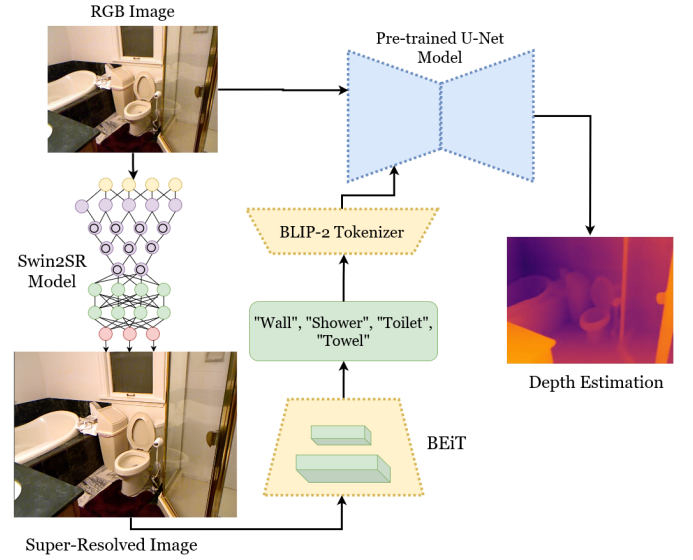 RGB Image
Pre-trained U-Net
Model
BLIP-2 Tokenizer
Swin2SR
Model
"Wall", "Shower", "Toilet",
"Towel"
Depth Estimation
BEiT
Super-Resolved Image